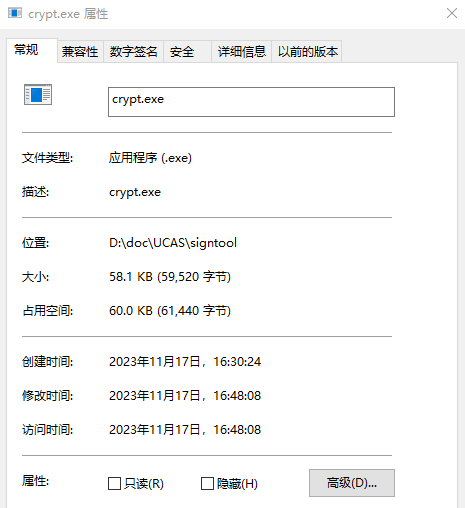 crypt.exe 属性
常规 兼容性 数字签名 安全 详细信息 以前的版本
crypt.exe
文件类型: 应用程序 (.exe)
描述: crypt.exe
位置: D:\doc\UCAS\signtool
大小: 58.1 KB (59,520 字节)
占用空间: 60.0 KB (61,440 字节)
创建时间: 2023年11月17日，16:30:24
修改时间: 2023年11月17日，16:48:08
访问时间: 2023年11月17日，16:48:08
属性: 只读(R) 隐藏(H) 高级(D)...